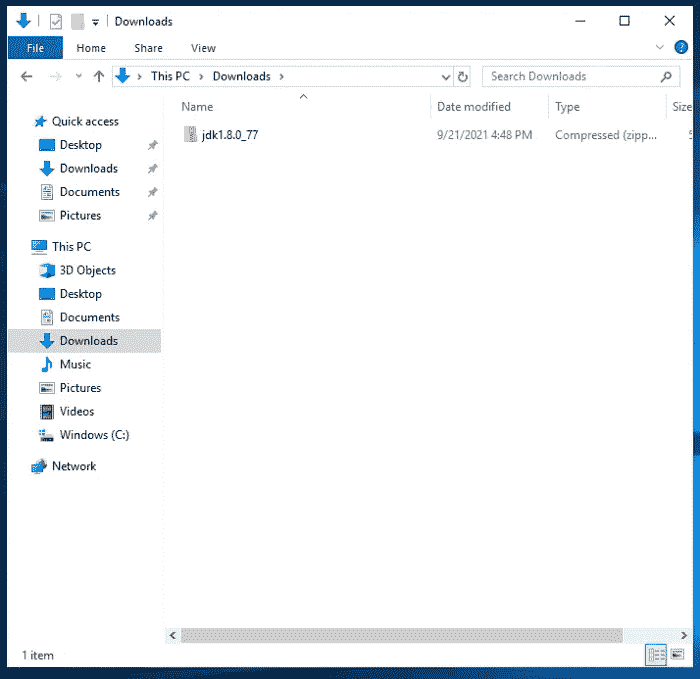 Downloads
File Home Share View
This PC Downloads Search Downloads
Name Date modified Type Size
jdk1.8.0_77 9/21/2021 4:48 PM Compressed (zipp... 5
Quick access
Desktop
Downloads
Documents
Pictures
This PC
3D Objects
Desktop
Documents
Downloads
Music
Pictures
Videos
Windows (C:)
Network
1 item